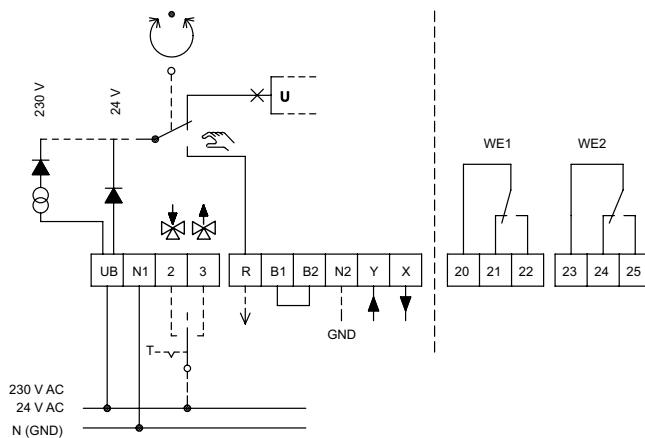 230 V
24 V
U
WE1
WE2
UB N1 2 3 R B1 B2 N2 Y X
20 21 22 23 24 25
GND
T
230 V AC
24 V AC
N (GND)